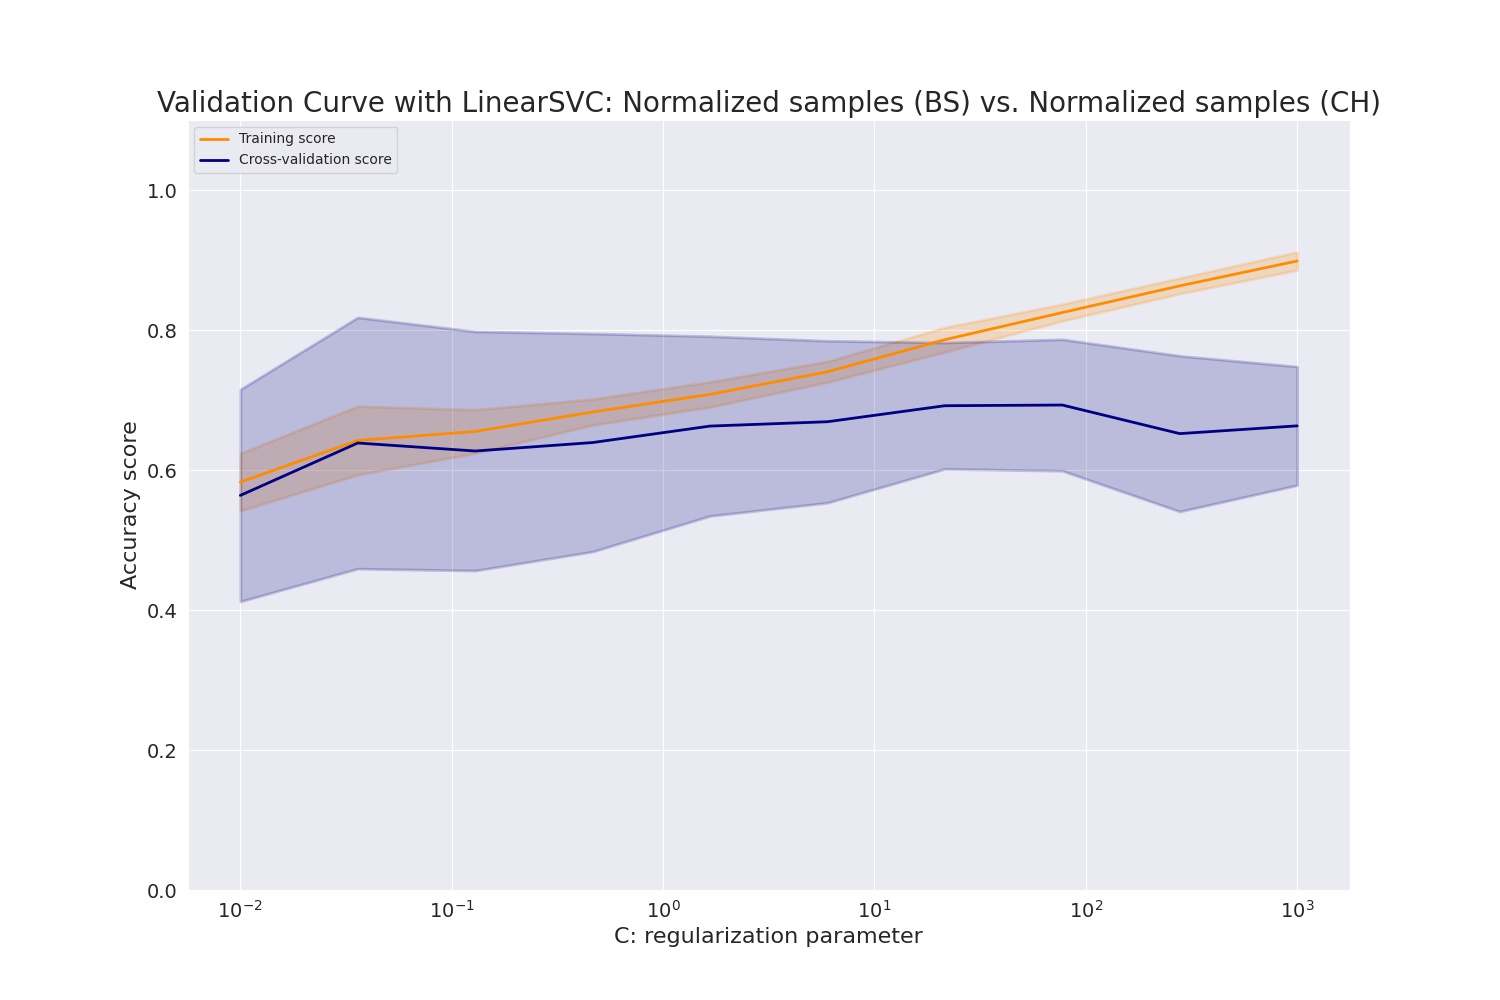 Validation Curve with LinearSVC: Normalized samples (BS) vs. Normalized samples (CH)
Training score
Cross-validation score
1.0
0.8
0.6
0.4
0.2
0.0
Accuracy score
10⁻² 10⁻¹ 10⁰ 10¹ 10² 10³
C: regularization parameter